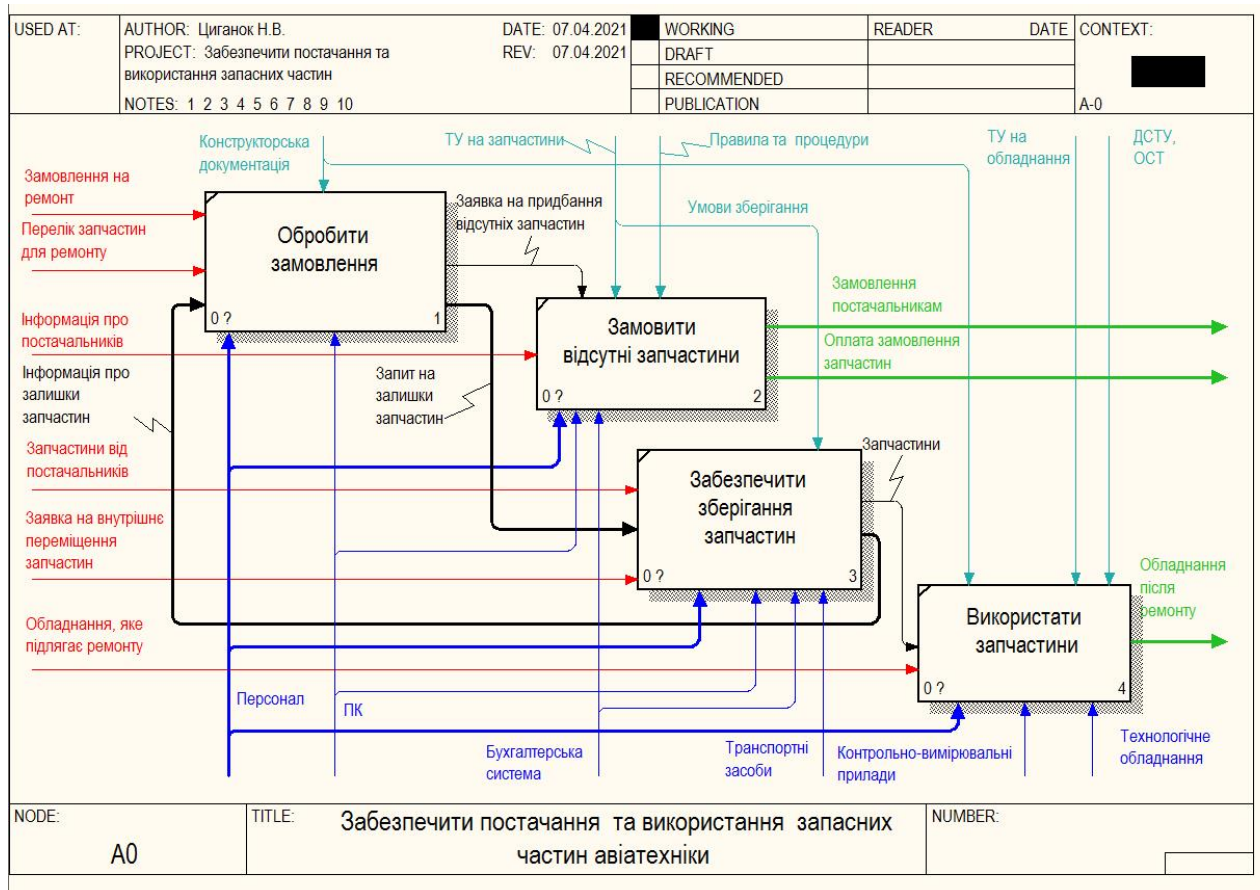 USED AT:
AUTHOR: Циганок Н.В.
DATE: 07.04.2021
PROJECT: Забезпечити постачання та
використання запасних частин
REV: 07.04.2021
NOTES: 1 2 3 4 5 6 7 8 9 10
WORKING
DRAFT
RECOMMENDED
PUBLICATION
READER
DATE
CONTEXT:
A-0
Конструкторська
документація
ТУ на запчастини
Правила та процедури
ТУ на
обладнання
ДСТУ,
ОСТ
Замовлення на
ремонт
Перелік запчастин
для ремонту
Обробити
замовлення
0 ?
1
Заявка на придбання
відсутніх запчастин
Умови зберігання
Інформація про
постачальників
Замовити
відсутні запчастини
0 ?
2
Замовлення
постачальникам
Оплата замовлення
запчастин
Інформація про
залишки
запчастин
Запит на
залишки
запчастин
Запчастини від
постачальників
Забезпечити
зберігання
запчастин
0 ?
3
Запчастини
Заявка на внутрішнє
переміщення
запчастин
Обладнання, яке
підлягає ремонту
Використати
запчастини
0 ?
4
Обладнання
після
ремонту
Персонал
ПК
Бухгалтерська
система
Транспортні
засоби
Контрольно-вимірювальні
прилади
Технологічне
обладнання
NODE:
A0
TITLE:
Забезпечити постачання та використання запасних
частин авіатехніки
NUMBER: